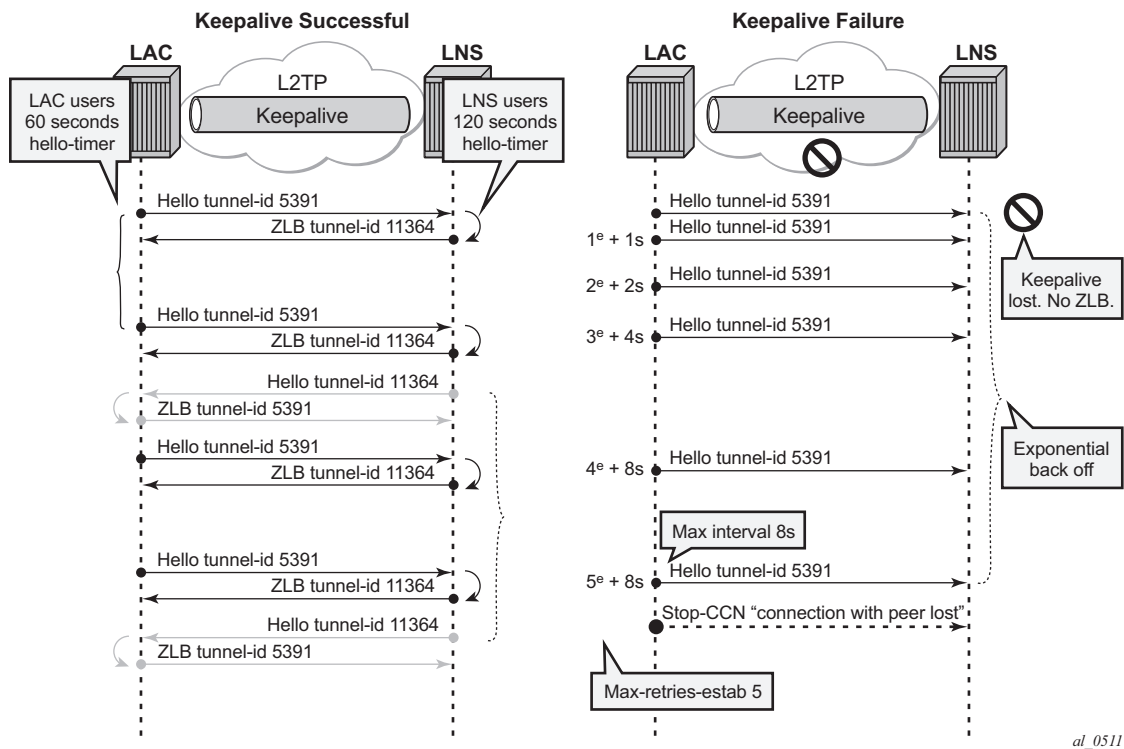 Keepalive Successful
LAC
LNS
L2TP
Keepalive
LAC users
60 seconds
hello-timer
LNS users
120 seconds
hello-timer
Hello tunnel-id 5391
ZLB tunnel-id 11364
Hello tunnel-id 5391
ZLB tunnel-id 11364
Hello tunnel-id 11364
ZLB tunnel-id 5391
Hello tunnel-id 5391
ZLB tunnel-id 11364
Hello tunnel-id 5391
ZLB tunnel-id 11364
Hello tunnel-id 11364
ZLB tunnel-id 5391
Keepalive Failure
LAC
LNS
L2TP
Keepalive
Hello tunnel-id 5391
1ᵉ + 1s Hello tunnel-id 5391
2ᵉ + 2s Hello tunnel-id 5391
3ᵉ + 4s Hello tunnel-id 5391
Keepalive
lost. No ZLB.
4ᵉ + 8s Hello tunnel-id 5391
Exponential
back off
Max interval 8s
5ᵉ + 8s Hello tunnel-id 5391
Stop-CCN “connection with peer lost”
Max-retries-estab 5
al_0511